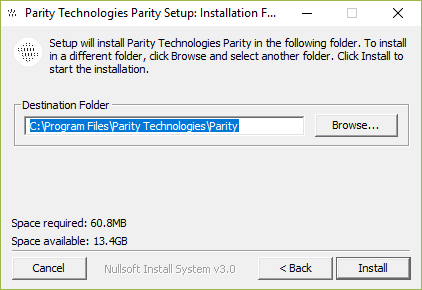 Parity Technologies Parity Setup: Installation F...
Setup will install Parity Technologies Parity in the following folder. To install
in a different folder, click Browse and select another folder. Click Install to
start the installation.
Destination Folder
C:\Program Files\Parity Technologies\Parity
Browse...
Space required: 60.8MB
Space available: 13.4GB
Cancel
Nullsoft Install System v3.0
< Back
Install